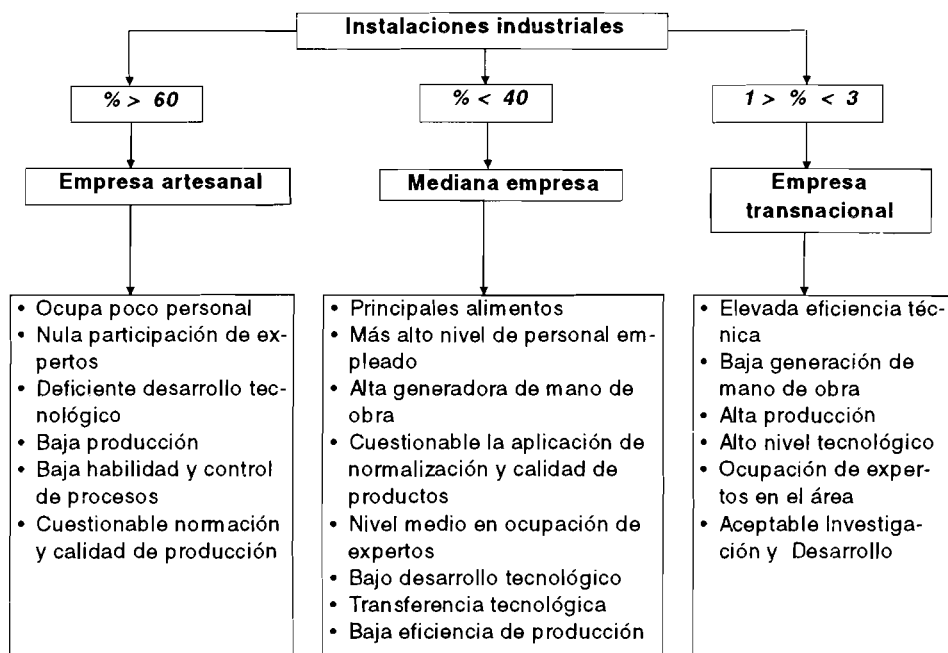 Instalaciones industriales
% > 60
% < 40
1 > % < 3
Empresa artesanal
Mediana empresa
Empresa
transnacional
• Ocupa poco personal
• Nula participación de ex-
pertos
• Deficiente desarrollo tec-
nológico
• Baja producción
• Baja habilidad y control
de procesos
• Cuestionable normación
y calidad de producción
• Principales alimentos
• Más alto nivel de personal em-
pleado
• Alta generadora de mano de
obra
• Cuestionable la aplicación de
normalización y calidad de
productos
• Nivel medio en ocupación de
expertos
• Bajo desarrollo tecnológico
• Transferencia tecnológica
• Baja eficiencia de producción
• Elevada eficiencia téc-
nica
• Baja generación de
mano de obra
• Alta producción
• Alto nivel tecnológico
• Ocupación de exper-
tos en el área
• Aceptable Investiga-
ción y Desarrollo